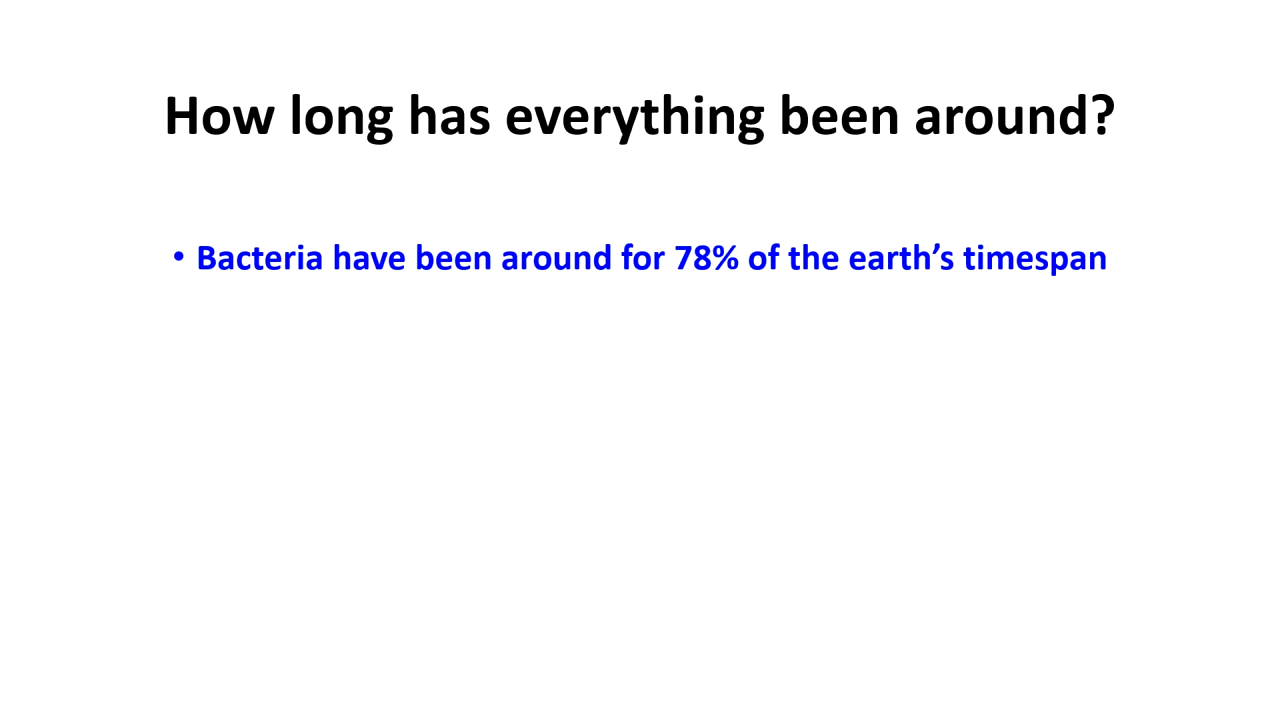 How long has everything been around?
• Bacteria have been around for 78% of the earth’s timespan